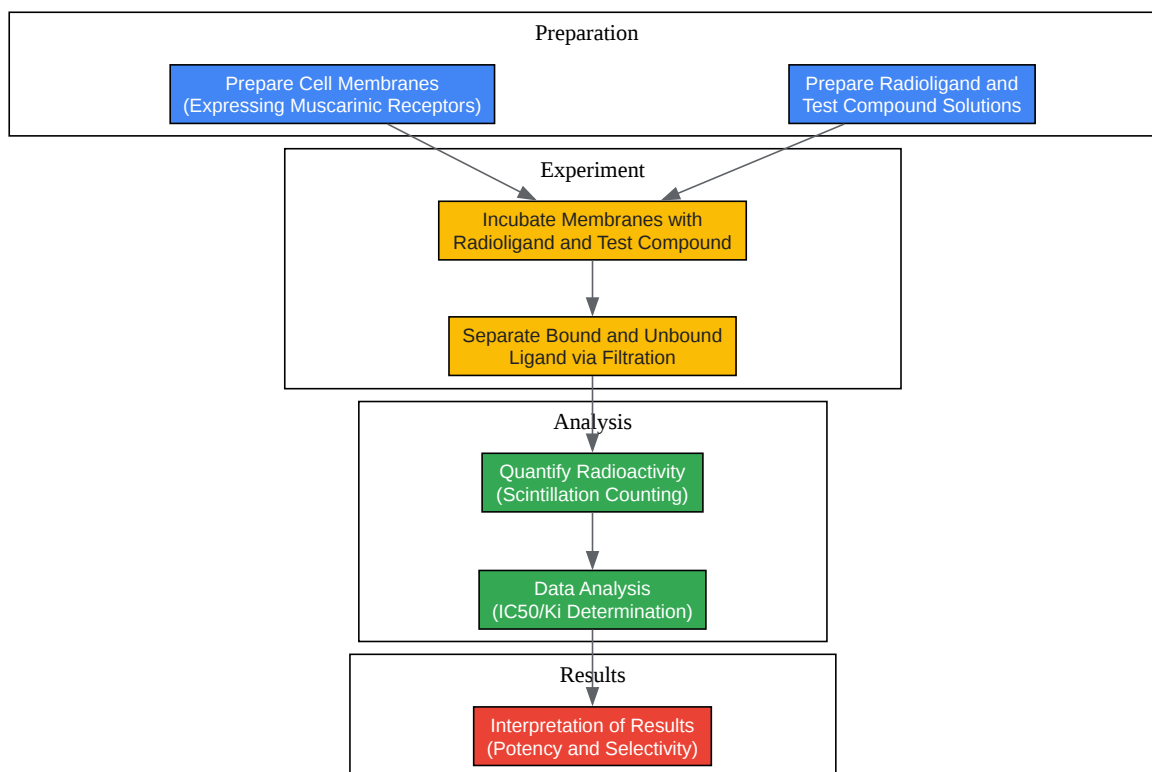 Preparation
Prepare Cell Membranes
(Expressing Muscarinic Receptors)
Prepare Radioligand and
Test Compound Solutions
Experiment
Incubate Membranes with
Radioligand and Test Compound
Separate Bound and Unbound
Ligand via Filtration
Analysis
Quantify Radioactivity
(Scintillation Counting)
Data Analysis
(IC50/Ki Determination)
Results
Interpretation of Results
(Potency and Selectivity)